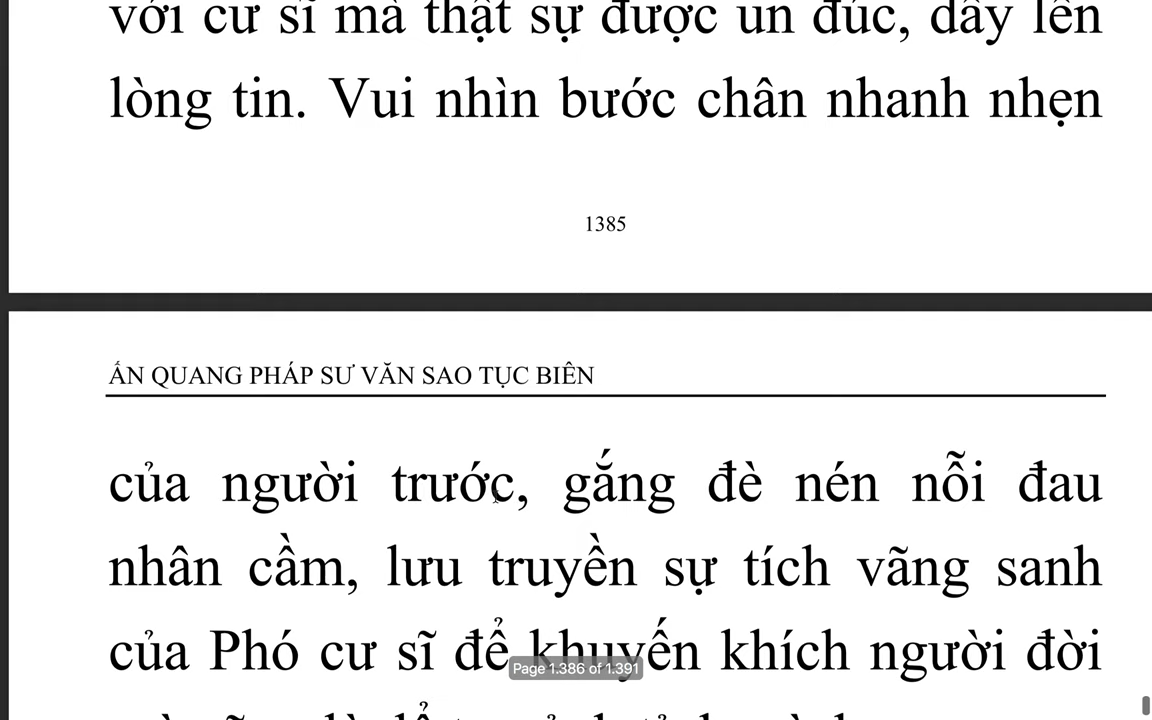 với cư sĩ mà thật sự được un đúc, dấy lên
lòng tin. Vui nhìn bước chân nhanh nhẹn
1385
ẤN QUANG PHÁP SƯ VĂN SAO TỤC BIÊN
của người trước, gắng đè nén nỗi đau
nhân cầm, lưu truyền sự tích vãng sanh
của Phó cư sĩ để khuyến khích người đời
Page 1.386 of 1.391